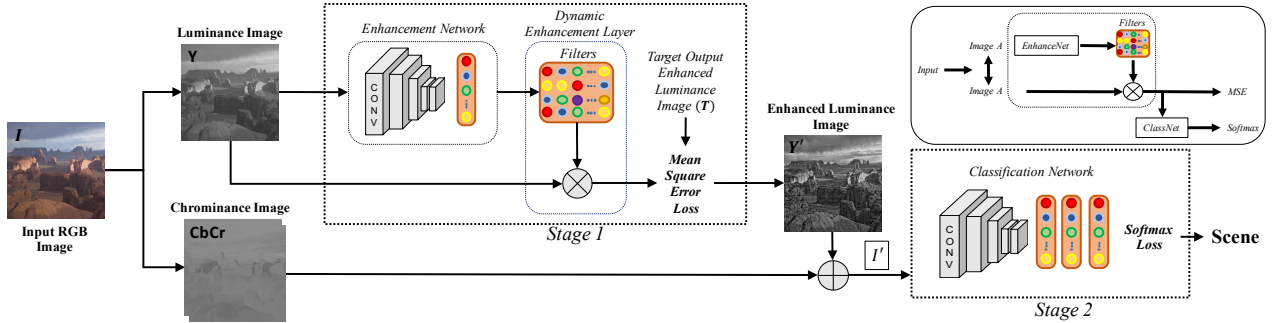 Luminance Image
Y
I
Input RGB
Image
Chrominance Image
CbCr
Enhancement Network
CONV
Dynamic
Enhancement Layer
Filters
Target Output
Enhanced
Luminance
Image (T)
Mean
Square
Error
Loss
Stage 1
Enhanced Luminance
Image
Y'
I'
Classification Network
CONV
Softmax
Loss
Scene
Stage 2
Input
Image A
Image A
EnhanceNet
Filters
MSE
ClassNet
Softmax